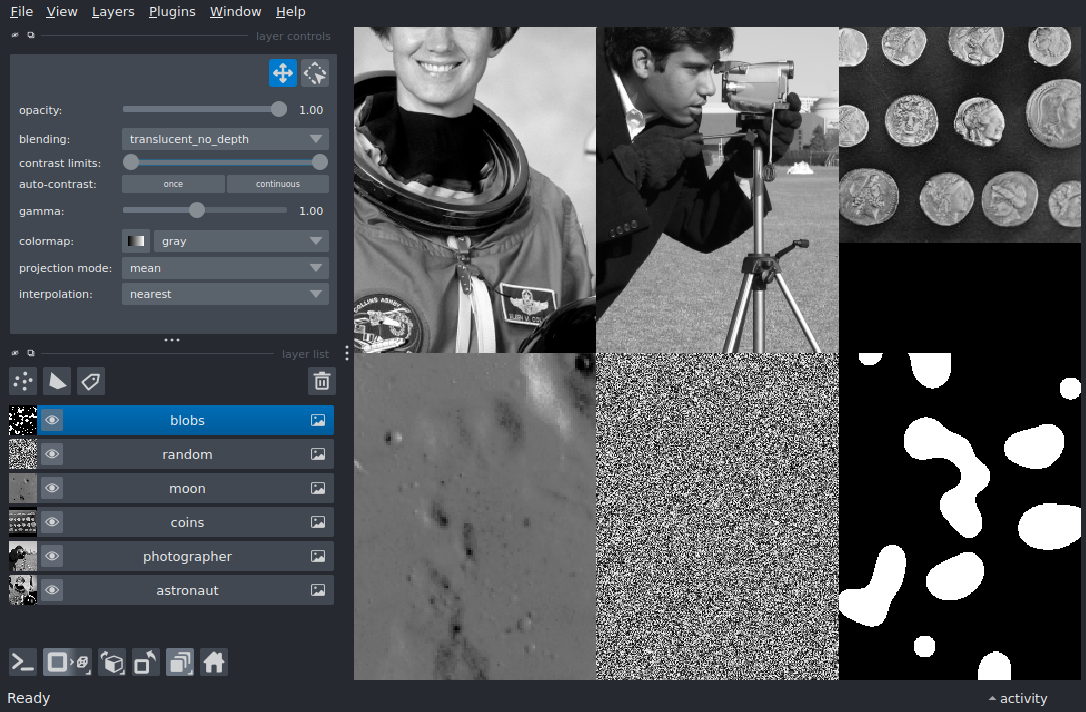 File View Layers Plugins Window Help
layer controls
opacity: 1.00
blending: translucent_no_depth
contrast limits:
auto-contrast: once continuous
gamma: 1.00
colormap: gray
projection mode: mean
interpolation: nearest
layer list
blobs
random
moon
coins
photographer
astronaut
Ready
activity